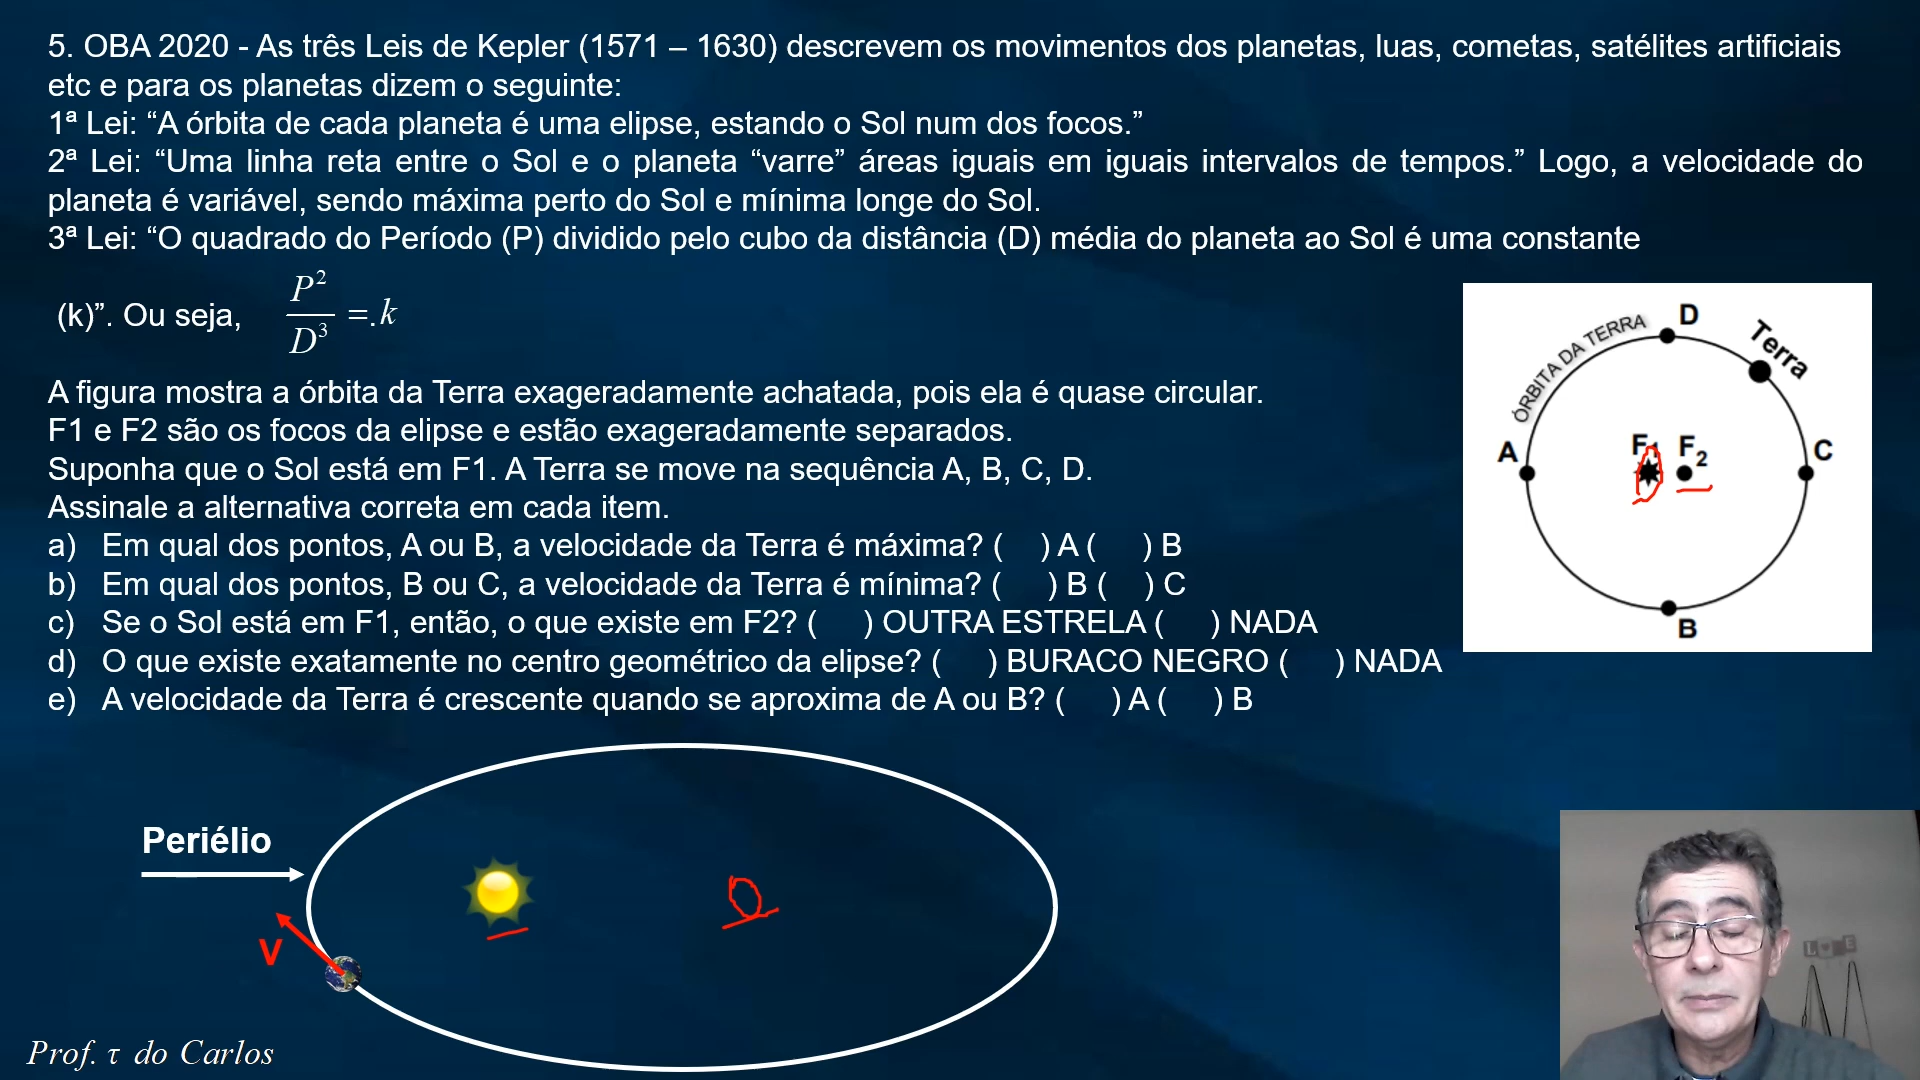 5. OBA 2020 - As três Leis de Kepler (1571 – 1630) descrevem os movimentos dos planetas, luas, cometas, satélites artificiais
etc e para os planetas dizem o seguinte:
1ª Lei: “A órbita de cada planeta é uma elipse, estando o Sol num dos focos.”
2ª Lei: “Uma linha reta entre o Sol e o planeta “varre” áreas iguais em iguais intervalos de tempos.” Logo, a velocidade do
planeta é variável, sendo máxima perto do Sol e mínima longe do Sol.
3ª Lei: “O quadrado do Período (P) dividido pelo cubo da distância (D) média do planeta ao Sol é uma constante
(k)”. Ou seja, P²/D³ =.k
A figura mostra a órbita da Terra exageradamente achatada, pois ela é quase circular.
F1 e F2 são os focos da elipse e estão exageradamente separados.
Suponha que o Sol está em F1. A Terra se move na sequência A, B, C, D.
Assinale a alternativa correta em cada item.
a) Em qual dos pontos, A ou B, a velocidade da Terra é máxima? ( ) A ( ) B
b) Em qual dos pontos, B ou C, a velocidade da Terra é mínima? ( ) B ( ) C
c) Se o Sol está em F1, então, o que existe em F2? ( ) OUTRA ESTRELA ( ) NADA
d) O que existe exatamente no centro geométrico da elipse? ( ) BURACO NEGRO ( ) NADA
e) A velocidade da Terra é crescente quando se aproxima de A ou B? ( ) A ( ) B
D
ÓRBITA DA TERRA
Terra
A
F1
F2
C
B
Periélio
V
Prof. τ do Carlos
LOVE